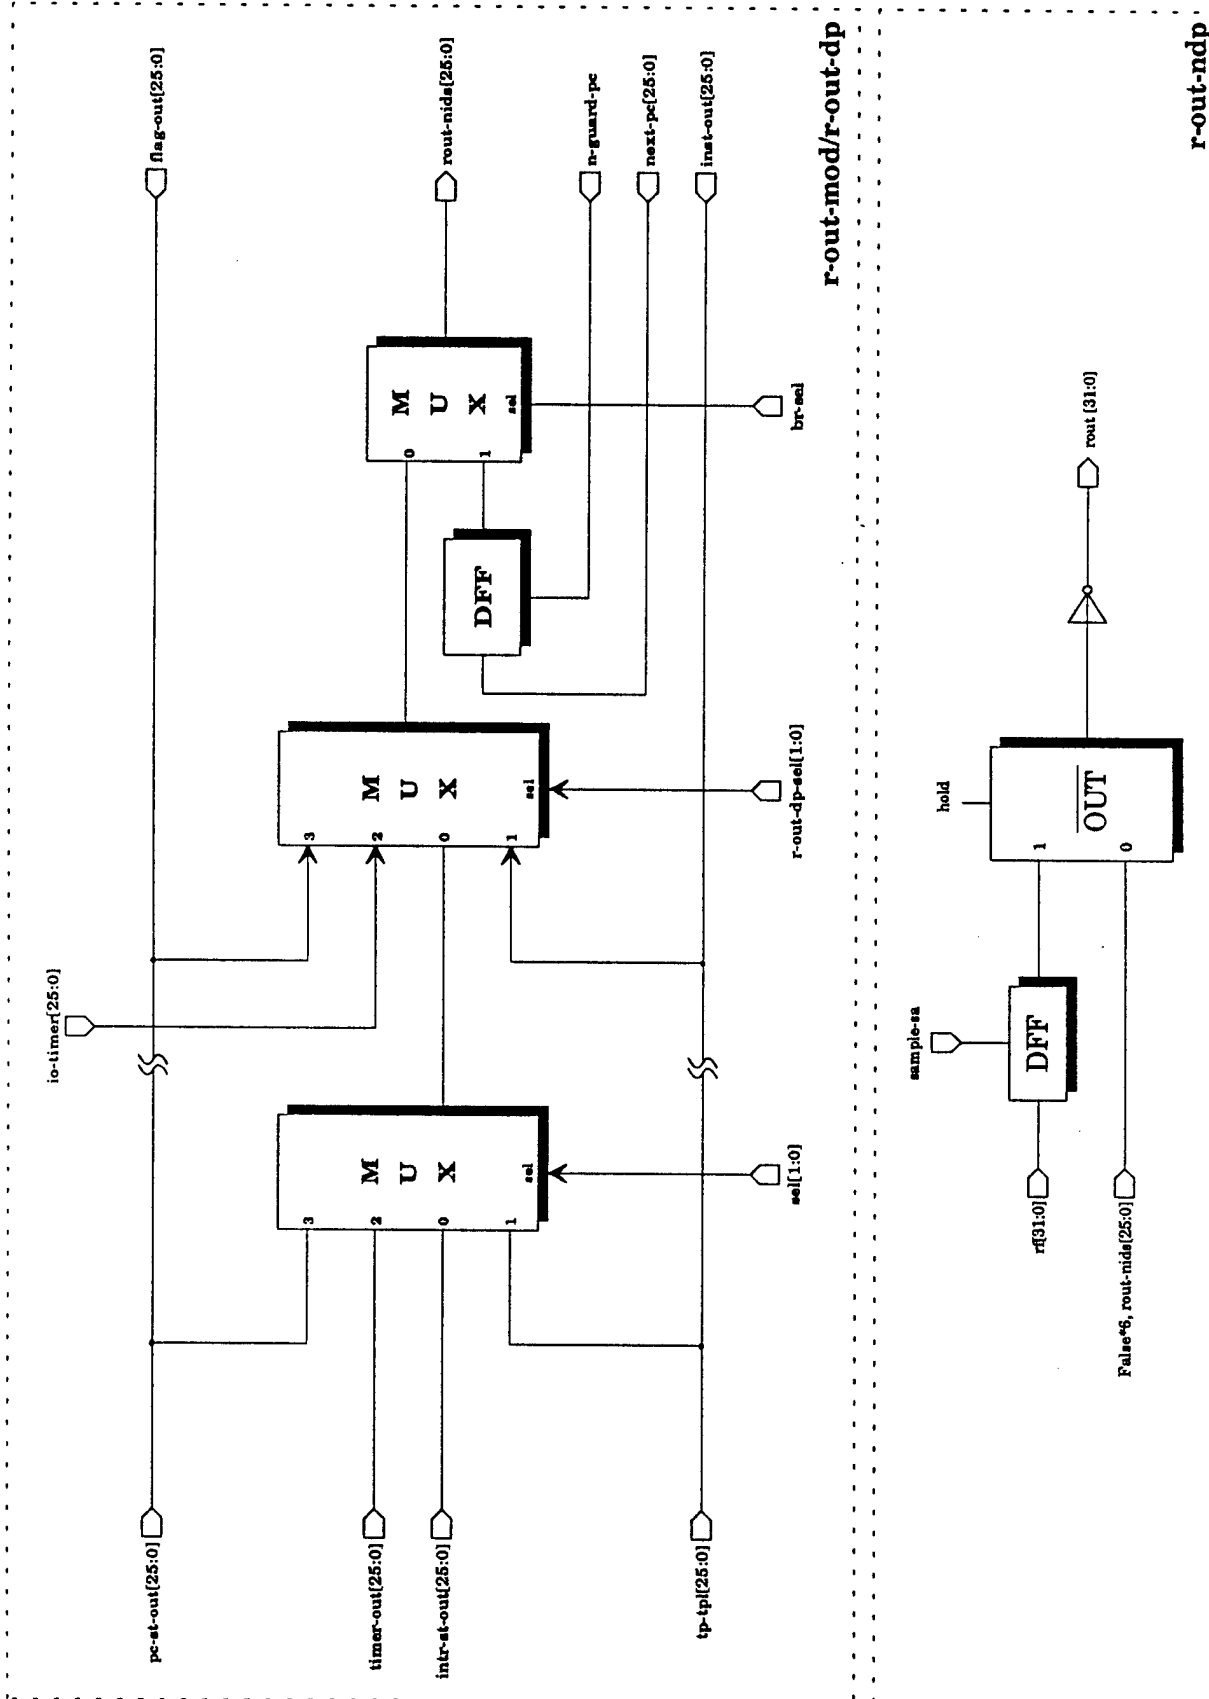 flag-out[25:0]
rout-nids[25:0]
n-guard-pc
next-pc[25:0]
inst-out[25:0]
r-out-mod/r-out-dp
io-timer[25:0]
3
2
0
1
MUX
sel
sel[1:0]
3
2
0
1
MUX
sel
r-out-dp-sel[1:0]
DFF
0
1
MUX
sel
br-sel
pc-st-out[25:0]
timer-out[25:0]
intr-st-out[25:0]
tp-tpl[25:0]
r-out-ndp
sample-sa
hold
DFF
1
0
OUT
rout[31:0]
rf[31:0]
False*6, rout-nids[25:0]